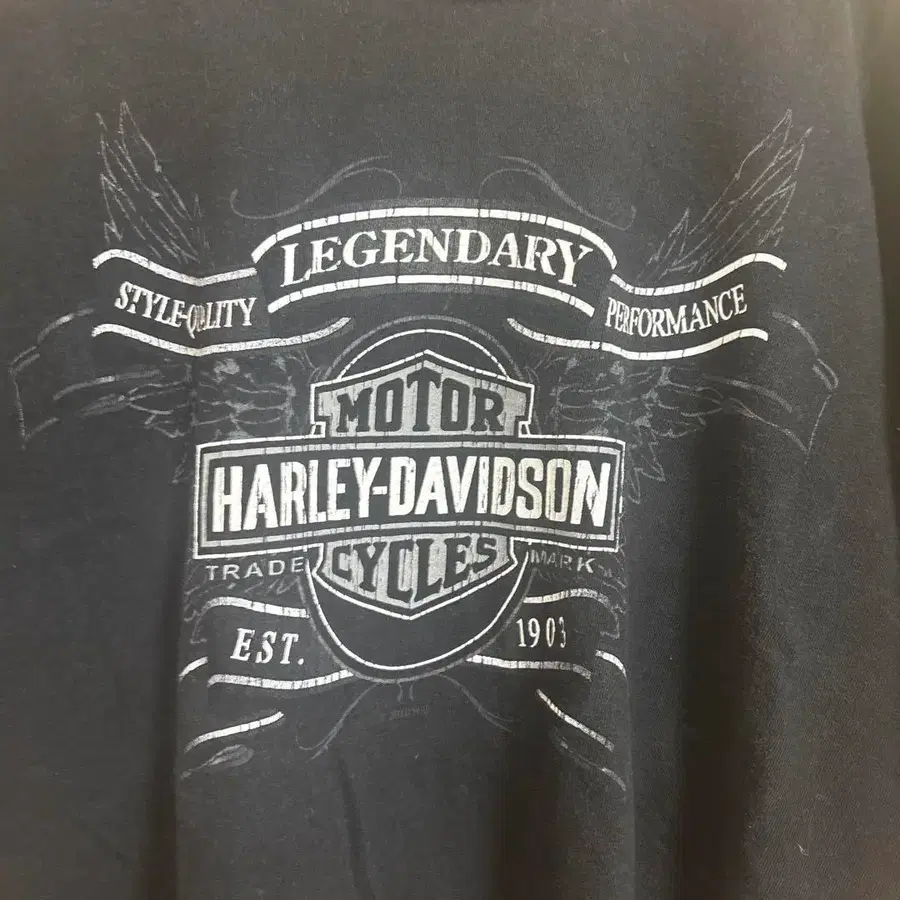 LEGENDARY
STYLE-QUALITY PERFORMANCE
MOTOR
HARLEY-DAVIDSON
CYCLES
TRADE MARK
EST. 1903